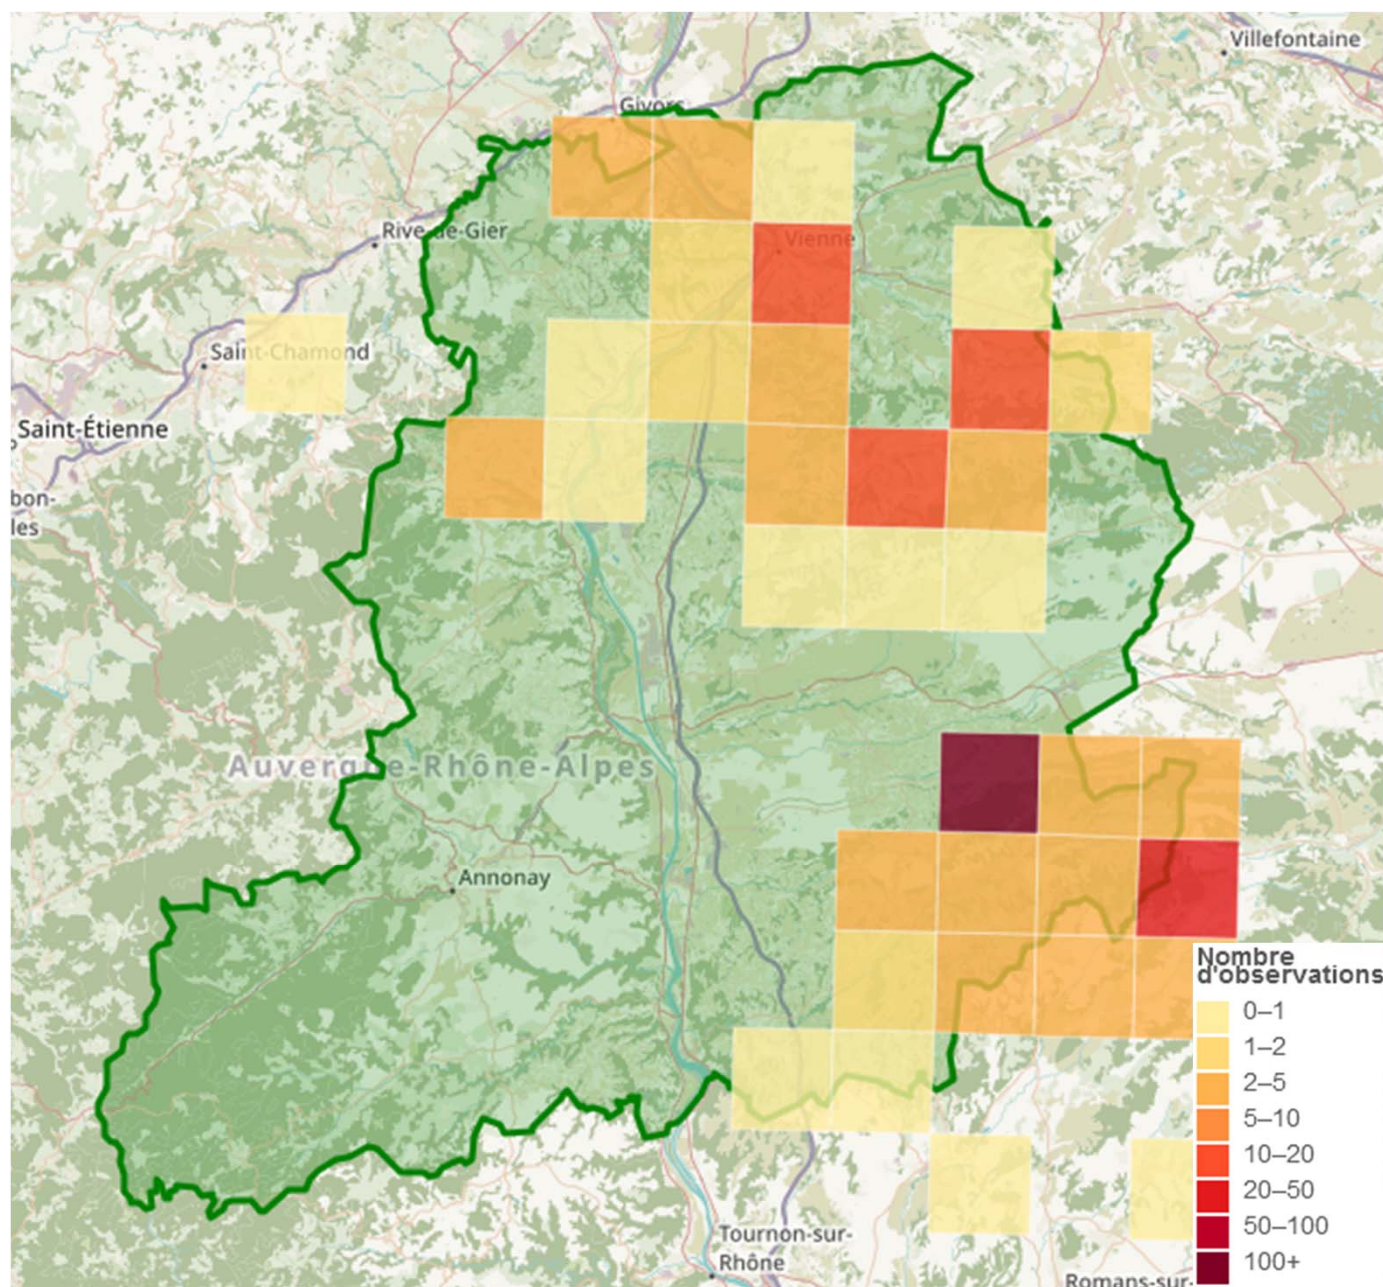 Villefontaine
Givors
Rive-de-Gier
Vienne
Saint-Chamond
Saint-Étienne
bon-
les
Auvergne-Rhône-Alpes
Annonay
Nombre
d'observations
0–1
1–2
2–5
5–10
10–20
20–50
50–100
100+
Tournon-sur-
Rhône
Romans-sur-